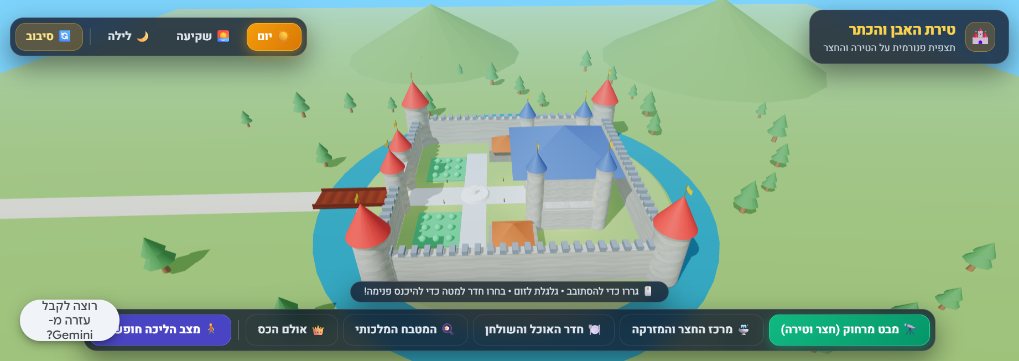 טירת האבן והכתר
תצפית פנורמית על הטירה והחצר
יום
שקיעה
לילה
סיבוב
גררו כדי להסתובב • גלגלת לזום • בחרו חדר למטה כדי להיכנס פנימה!
מבט מרחוק (חצר וטירה)
מרכז החצר והמזרקה
חדר האוכל והשולחן
המטבח המלכותי
אולם הכס
מצב הליכה חופש
רוצה לקבל
עזרה מ-
Gemini?